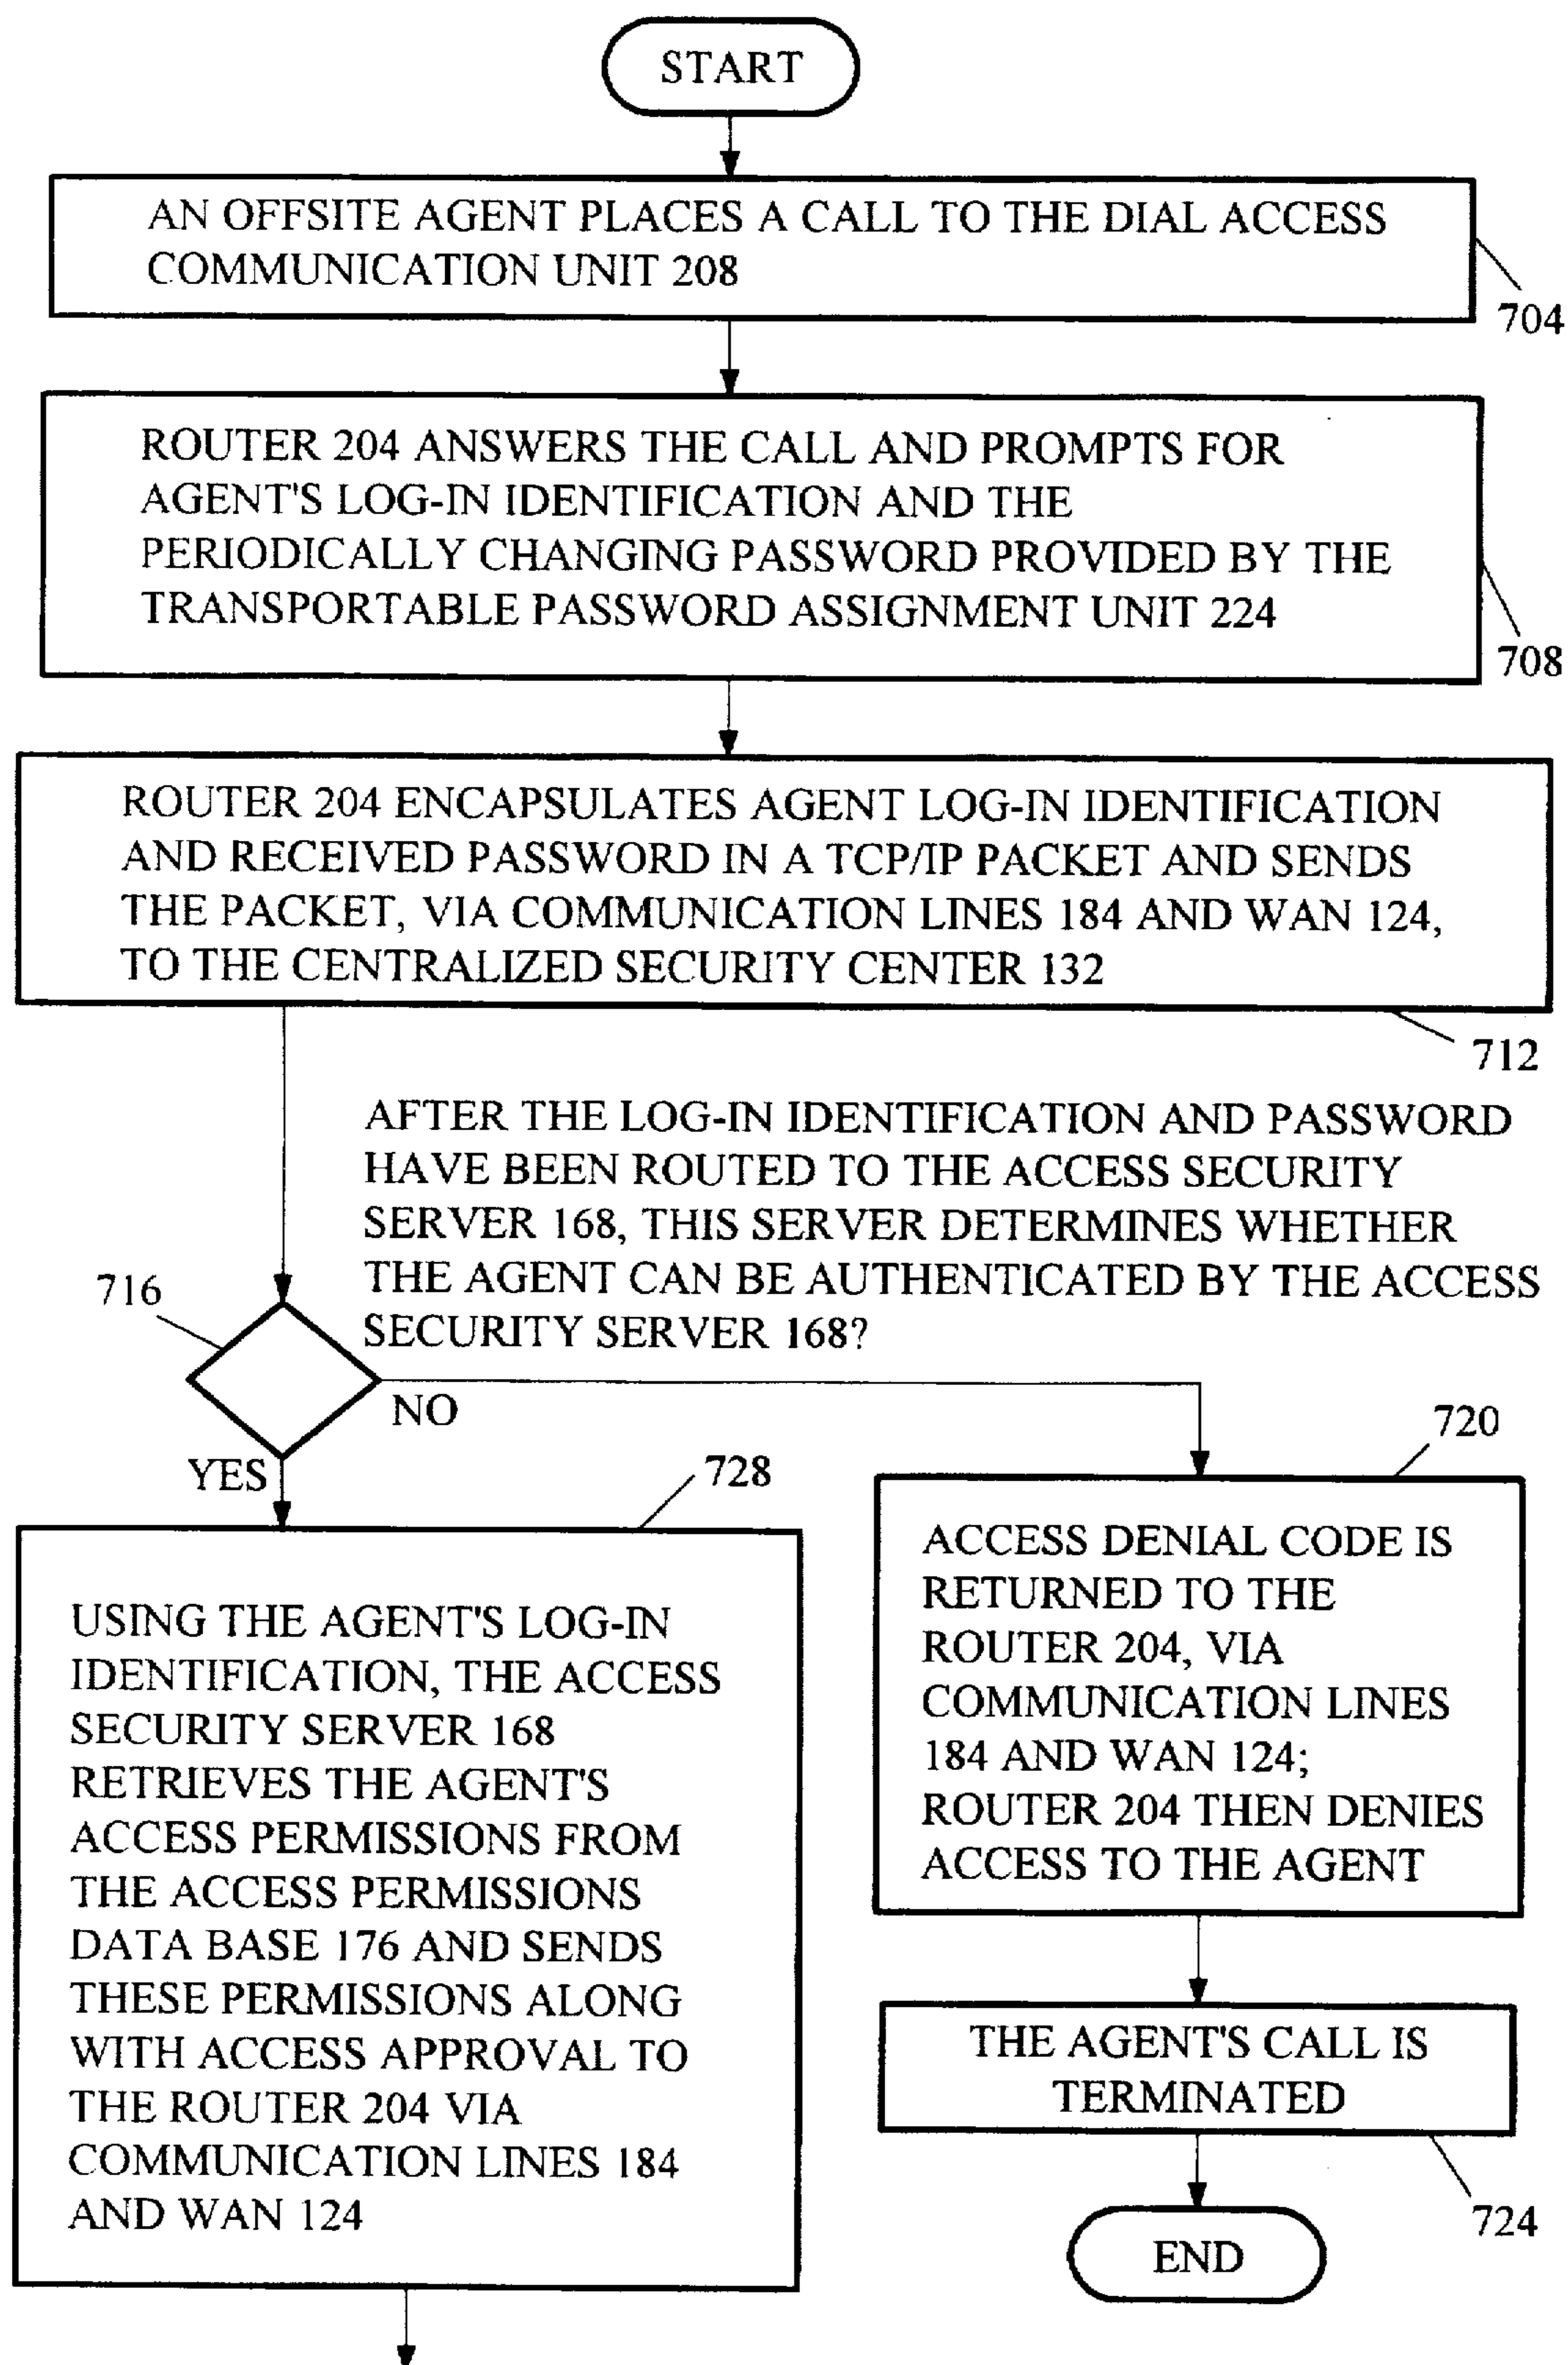 START
AN OFFSITE AGENT PLACES A CALL TO THE DIAL ACCESS
COMMUNICATION UNIT 208
704
ROUTER 204 ANSWERS THE CALL AND PROMPTS FOR
AGENT'S LOG-IN IDENTIFICATION AND THE
PERIODICALLY CHANGING PASSWORD PROVIDED BY THE
TRANSPORTABLE PASSWORD ASSIGNMENT UNIT 224
708
ROUTER 204 ENCAPSULATES AGENT LOG-IN IDENTIFICATION
AND RECEIVED PASSWORD IN A TCP/IP PACKET AND SENDS
THE PACKET, VIA COMMUNICATION LINES 184 AND WAN 124,
TO THE CENTRALIZED SECURITY CENTER 132
712
AFTER THE LOG-IN IDENTIFICATION AND PASSWORD
HAVE BEEN ROUTED TO THE ACCESS SECURITY
SERVER 168, THIS SERVER DETERMINES WHETHER
THE AGENT CAN BE AUTHENTICATED BY THE ACCESS
SECURITY SERVER 168?
716
NO
YES
728
USING THE AGENT'S LOG-IN
IDENTIFICATION, THE ACCESS
SECURITY SERVER 168
RETRIEVES THE AGENT'S
ACCESS PERMISSIONS FROM
THE ACCESS PERMISSIONS
DATA BASE 176 AND SENDS
THESE PERMISSIONS ALONG
WITH ACCESS APPROVAL TO
THE ROUTER 204 VIA
COMMUNICATION LINES 184
AND WAN 124
720
ACCESS DENIAL CODE IS
RETURNED TO THE
ROUTER 204, VIA
COMMUNICATION LINES
184 AND WAN 124;
ROUTER 204 THEN DENIES
ACCESS TO THE AGENT
THE AGENT'S CALL IS
TERMINATED
724
END